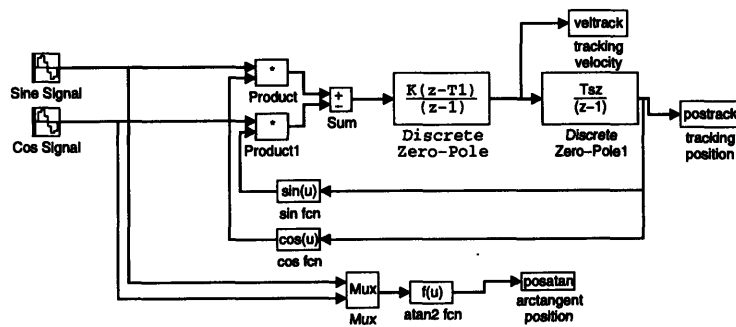 veltrack
tracking
velocity
Sine Signal
*
Product
+
−
Sum
K(z-T1)
(z-1)
Discrete
Zero-Pole
Tsz
(z-1)
Discrete
Zero-Pole1
postrack
tracking
position
Cos Signal
*
Product1
sin(u)
sin fcn
cos(u)
cos fcn
Mux
Mux
f(u)
atan2 fcn
posatan
arctangent
position